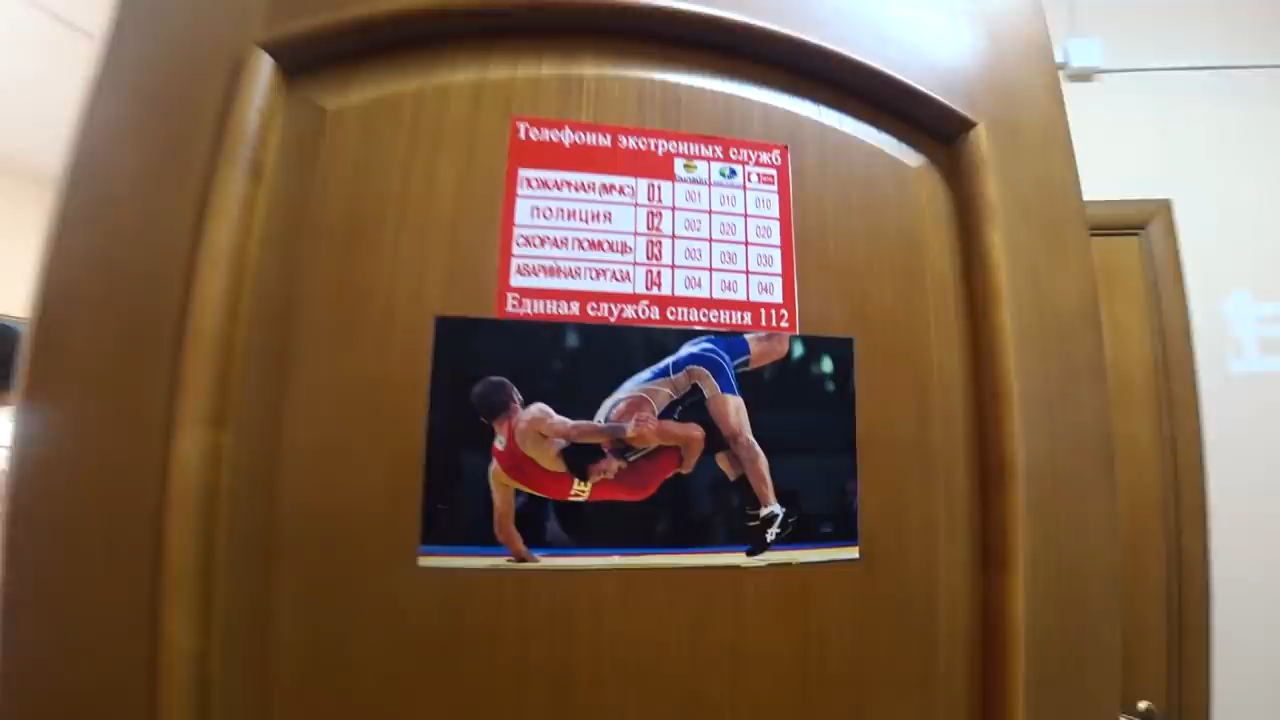 Телефоны экстренных служб
ПОЖАРНАЯ (МЧС) 01 001 010 010
ПОЛИЦИЯ 02 002 020 020
СКОРАЯ ПОМОЩЬ 03 003 030 030
АВАРИЙНАЯ ГОРГАЗА 04 004 040 040
Единая служба спасения 112
AZE